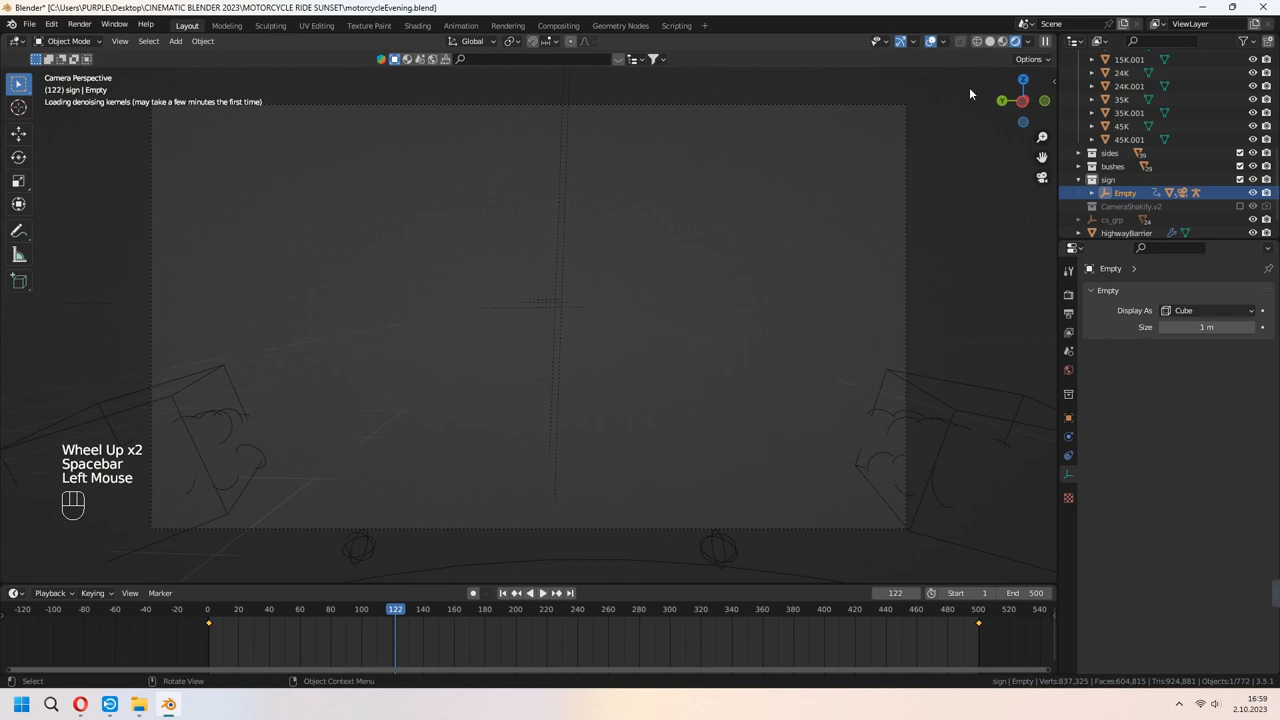 Blender* [C:\Users\PURPLE\Desktop\CINEMATIC BLENDER 2023\MOTORCYCLE RIDE SUNSET\motorcycleEvening.blend]
File Edit Render Window Help Layout Modeling Sculpting UV Editing Texture Paint Shading Animation Rendering Compositing Geometry Nodes Scripting + Scene ViewLayer
Object Mode View Select Add Object Global
Options
Camera Perspective
(122) sign | Empty
Loading denoising kernels (may take a few minutes the first time)
Z
Y
15K.001
24K
24K.001
35K
35K.001
45K
45K.001
sides 39
bushes 29
sign
Empty
CameraShakify.v2
cs_grp 24
highwayBarrier
Empty
Empty
Display As Cube
Size 1 m
Wheel Up x2
Spacebar
Left Mouse
Playback Keying View Marker 122 Start 1 End 500
-120 -100 -80 -60 -40 -20 0 20 40 60 80 100 122 140 160 180 200 220 240 260 280 300 320 340 360 380 400 420 440 460 480 500 520 540
Select Rotate View Object Context Menu sign | Empty | Verts:837,325 | Faces:604,815 | Tris:924,881 | Objects:1/772 | 3.5.1
16:59
2.10.2023